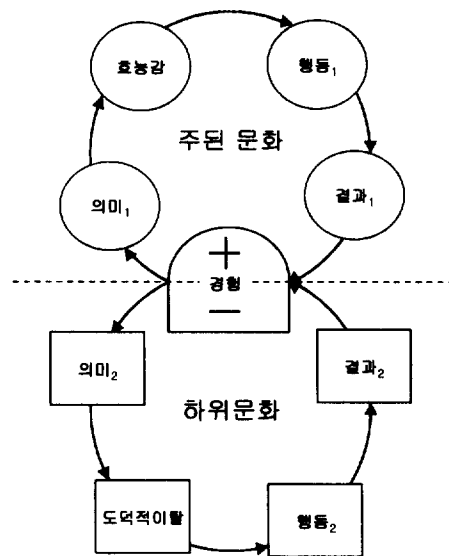 효능감
행동₁
주된 문화
의미₁
결과₁
+
경험
−
의미₂
결과₂
하위문화
도덕적이탈
행동₂